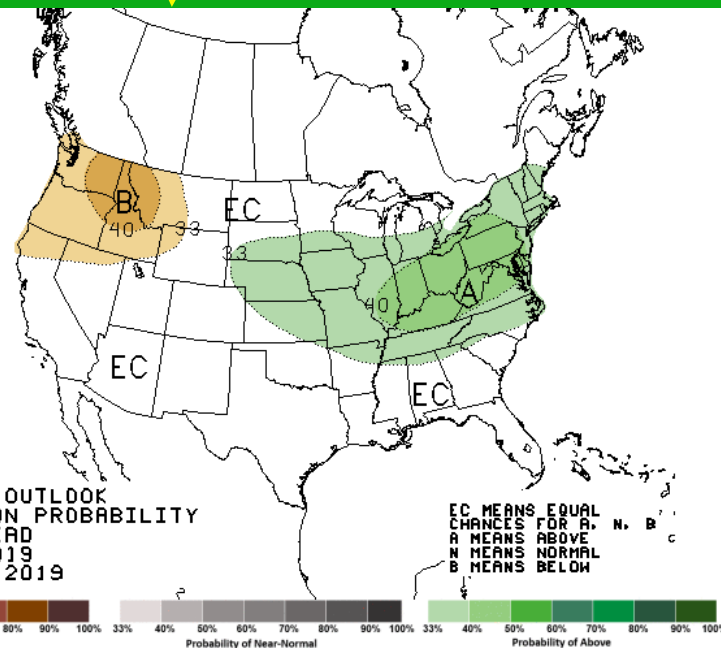 B
40
33
EC
33
40
A
EC
EC
OUTLOOK
ON PROBABILITY
EAD
019
2019
EC MEANS EQUAL
CHANCES FOR A, N, B
A MEANS ABOVE
N MEANS NORMAL
B MEANS BELOW
80% 90% 100% 33% 40% 50% 60% 70% 80% 90% 100% 33% 40% 50% 60% 70% 80% 90% 100%
Probability of Near-Normal Probability of Above